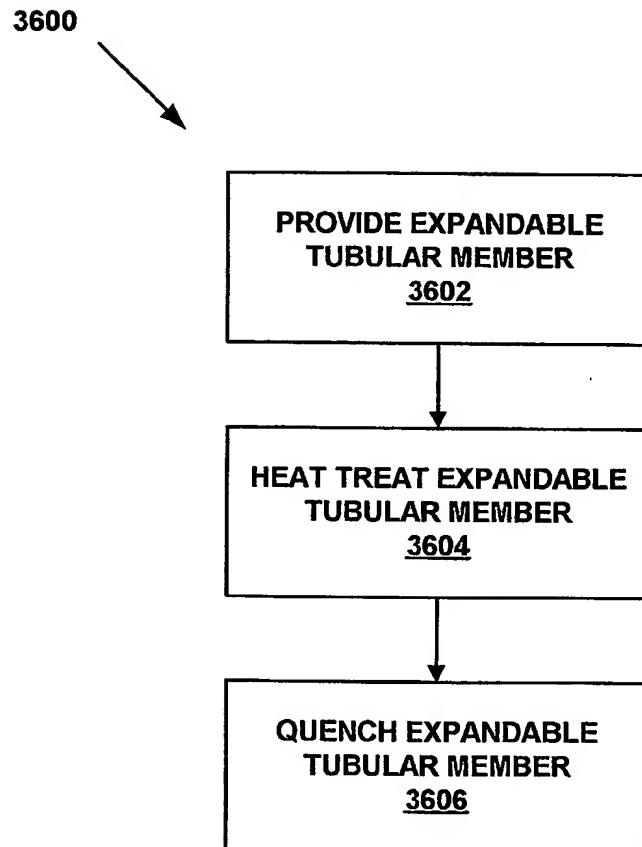 3600
PROVIDE EXPANDABLE
TUBULAR MEMBER
3602
HEAT TREAT EXPANDABLE
TUBULAR MEMBER
3604
QUENCH EXPANDABLE
TUBULAR MEMBER
3606